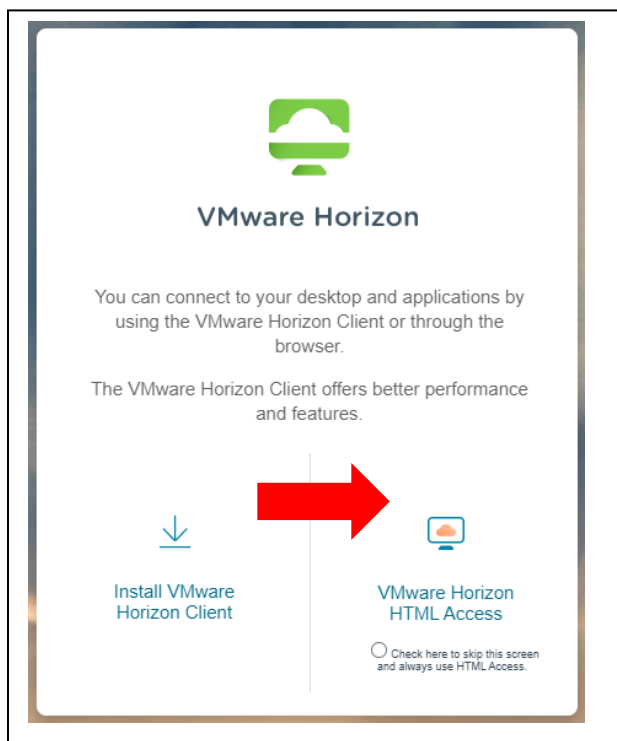 VMware Horizon
You can connect to your desktop and applications by
using the VMware Horizon Client or through the
browser.
The VMware Horizon Client offers better performance
and features.
Install VMware
Horizon Client
VMware Horizon
HTML Access
Check here to skip this screen
and always use HTML Access.